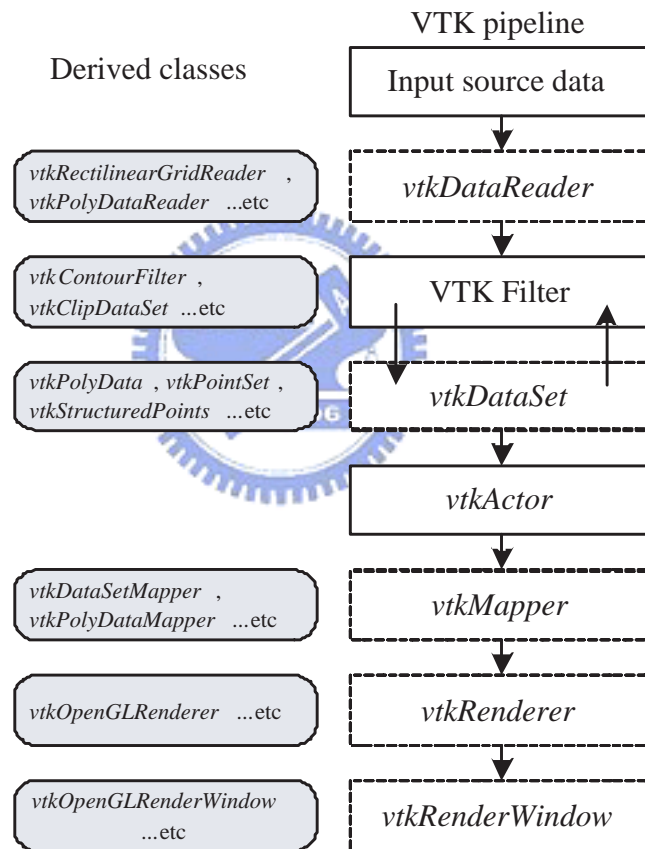 VTK pipeline
Derived classes
Input source data
vtkRectilinearGridReader ,
vtkPolyDataReader ...etc
vtkDataReader
vtkContourFilter ,
vtkClipDataSet ...etc
VTK Filter
vtkPolyData , vtkPointSet ,
vtkStructuredPoints ...etc
vtkDataSet
vtkActor
vtkDataSetMapper ,
vtkPolyDataMapper ...etc
vtkMapper
vtkOpenGLRenderer ...etc
vtkRenderer
vtkOpenGLRenderWindow
...etc
vtkRenderWindow